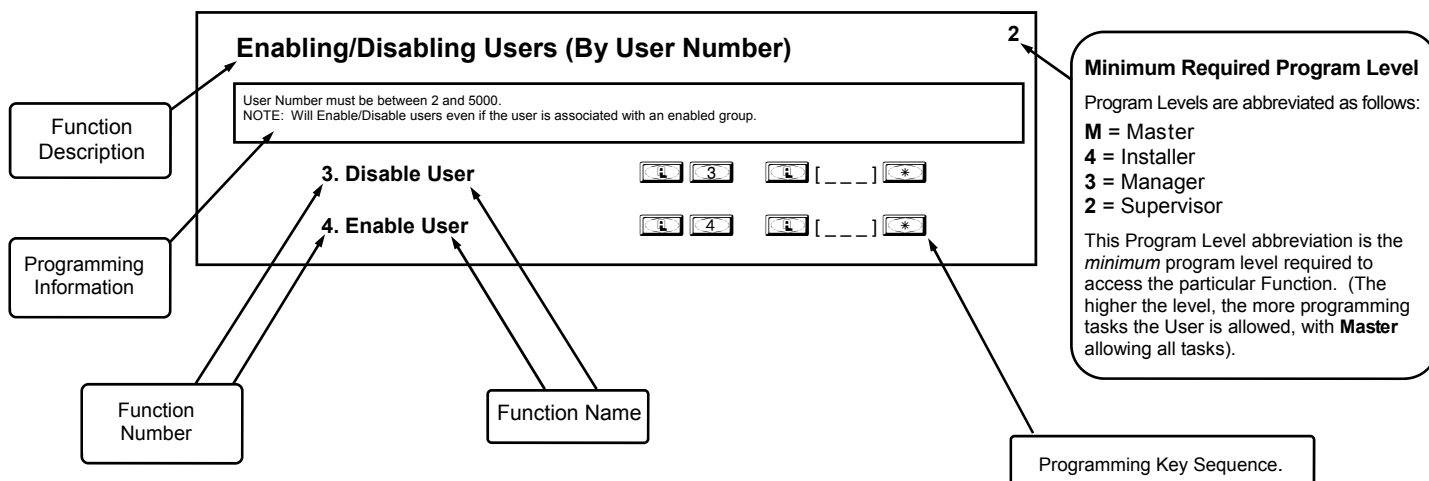 Enabling/Disabling Users (By User Number)
2
User Number must be between 2 and 5000.
NOTE: Will Enable/Disable users even if the user is associated with an enabled group.
3. Disable User 3 [ _ _ _ ] *
4. Enable User 4 [ _ _ _ ] *
Function
Description
Programming
Information
Function
Number
Function Name
Programming Key Sequence.
Minimum Required Program Level
Program Levels are abbreviated as follows:
M = Master
4 = Installer
3 = Manager
2 = Supervisor
This Program Level abbreviation is the
minimum program level required to
access the particular Function. (The
higher the level, the more programming
tasks the User is allowed, with Master
allowing all tasks).